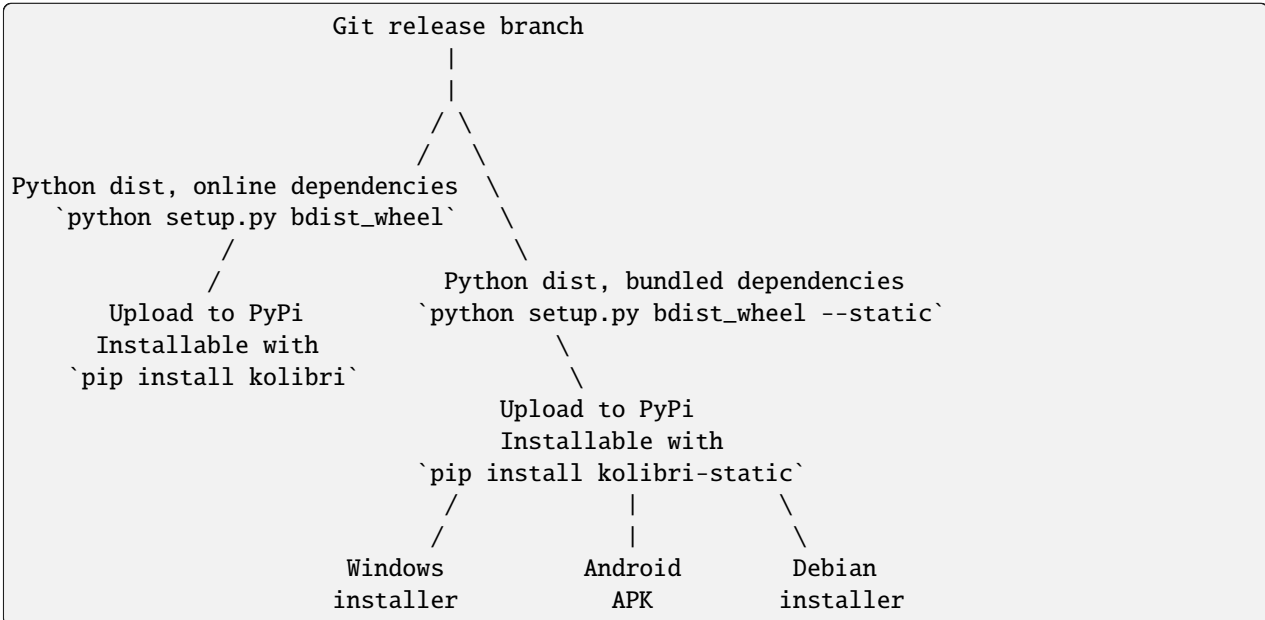 Git release branch
|
|
/ \
/ \
Python dist, online dependencies \
`python setup.py bdist_wheel` \
/ \
/ Python dist, bundled dependencies
Upload to PyPi `python setup.py bdist_wheel --static`
Installable with \
`pip install kolibri` \
Upload to PyPi
Installable with
`pip install kolibri-static`
/ | \
/ | \
Windows Android Debian
installer APK installer